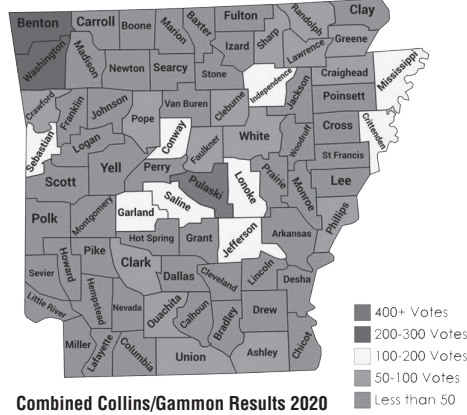 Benton Carroll Boone Marion Baxter Fulton Randolph Clay
Washington Madison Newton Searcy Stone Izard Sharp Lawrence Greene
Independence Jackson Craighead Mississippi
Crawford Franklin Johnson Pope Van Buren Cleburne Poinsett
Sebastian Logan Conway Faulkner White Woodruff Cross Crittenden
St Francis
Scott Yell Perry Pulaski Lonoke Prairie Monroe Lee
Polk Montgomery Garland Saline Jefferson Arkansas Phillips
Hot Spring Grant
Sevier Howard Pike Clark Dallas Cleveland Lincoln Desha
Little River Hempstead Nevada Ouachita Calhoun Bradley Drew
Miller Lafayette Columbia Union Ashley Chicot
400+ Votes
200-300 Votes
100-200 Votes
50-100 Votes
Less than 50
Combined Collins/Gammon Results 2020